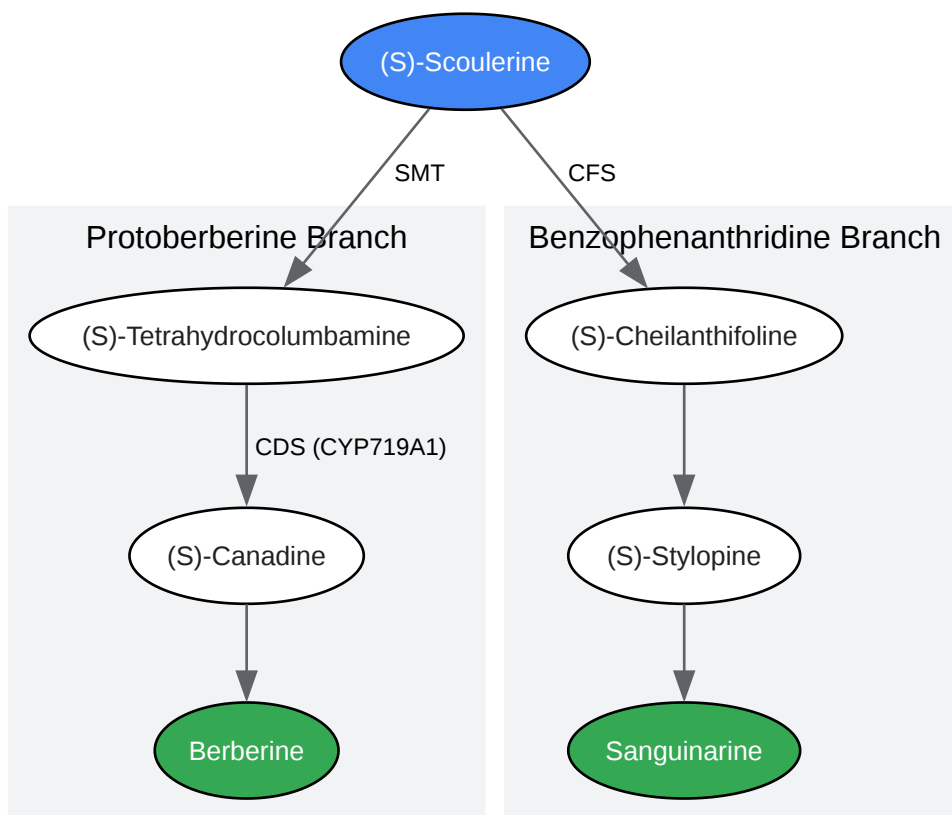 (S)-Scoulerine
SMT
CFS
Protoberberine Branch
Benzophenanthridine Branch
(S)-Tetrahydrocolumbamine
(S)-Cheilanthifoline
CDS (CYP719A1)
(S)-Canadine
(S)-Stylopine
Berberine
Sanguinarine